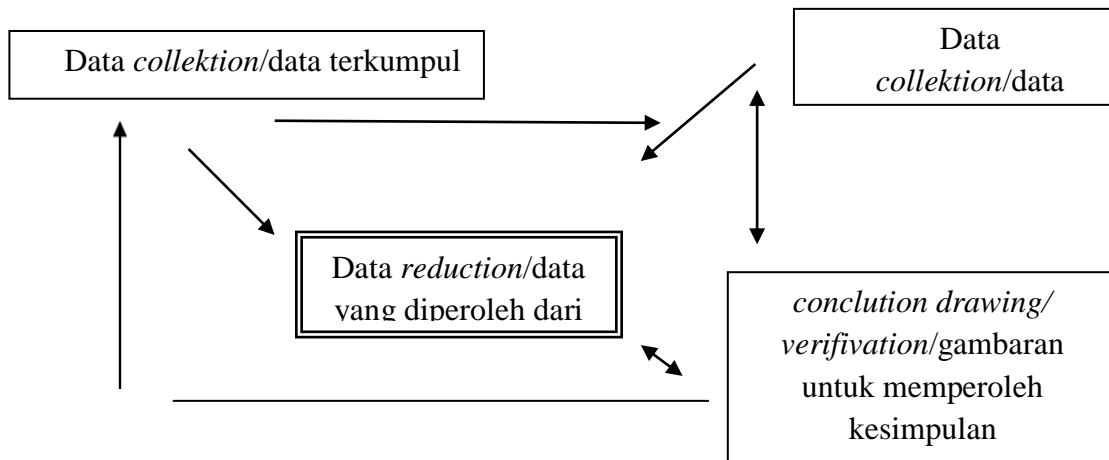 Data collektion/data terkumpul
Data
collektion/data
Data reduction/data
yang diperoleh dari
conclution drawing/
verifivation/gambaran
untuk memperoleh
kesimpulan